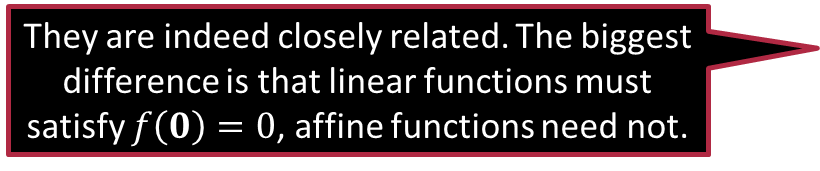 They are indeed closely related. The biggest
difference is that linear functions must
satisfy f(𝟎) = 0, affine functions need not.